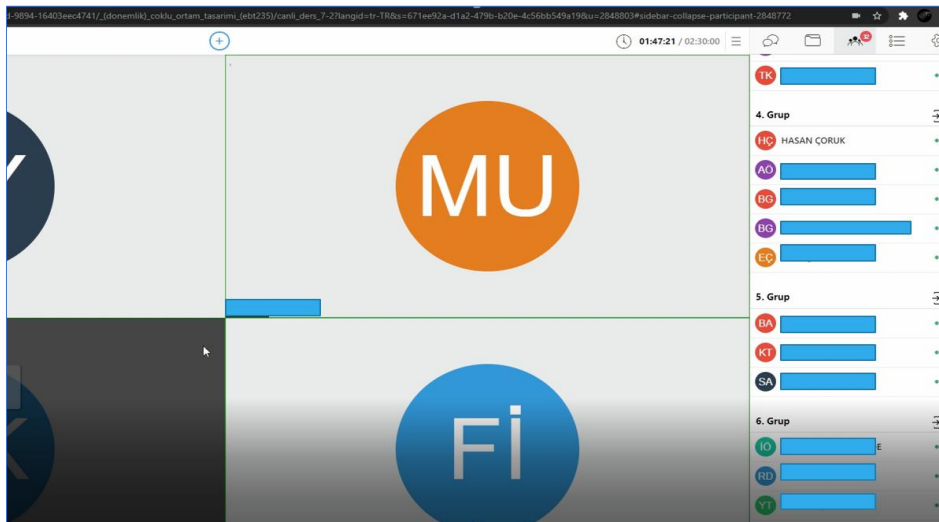 d-9894-16403eec4741/_(donemlik)_coklu_ortam_tasarimi_(ebt235)/canli_ders_7-2?langid=tr-TR&s=671ee92a-d1a2-479b-b20e-4c56bb549a19&u=2848803#sidebar-collapse-participant-2848772
01:47:21 / 02:30:00
32
TK
4. Grup
HÇ HASAN ÇORUK
AÖ
BG
BG
EÇ
5. Grup
BA
KT
SA
6. Grup
İÖ E
RD
YT
MU
Fİ